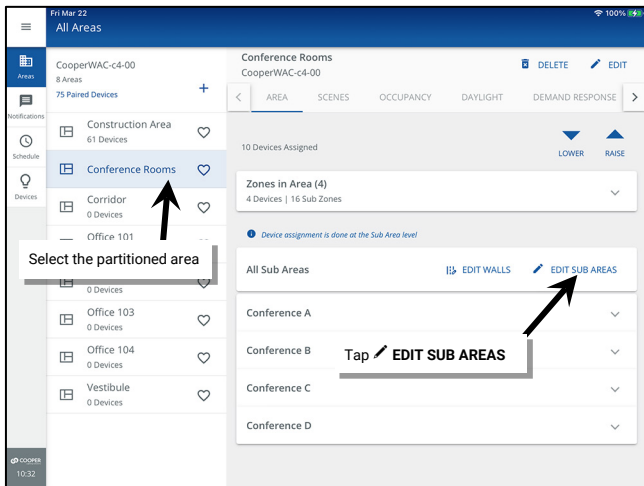 Fri Mar 22
100%
All Areas
Areas
Notifications
Schedule
Devices
COOPER
10:32
CooperWAC-c4-00
8 Areas
75 Paired Devices
+
Construction Area
61 Devices
Conference Rooms
Corridor
0 Devices
Office 101
Select the partitioned area
0 Devices
Office 103
0 Devices
Office 104
0 Devices
Vestibule
0 Devices
Conference Rooms
CooperWAC-c4-00
DELETE
EDIT
AREA SCENES OCCUPANCY DAYLIGHT DEMAND RESPONSE
10 Devices Assigned
LOWER RAISE
Zones in Area (4)
4 Devices | 16 Sub Zones
Device assignment is done at the Sub Area level
All Sub Areas
EDIT WALLS
EDIT SUB AREAS
Conference A
Conference B
Tap EDIT SUB AREAS
Conference C
Conference D